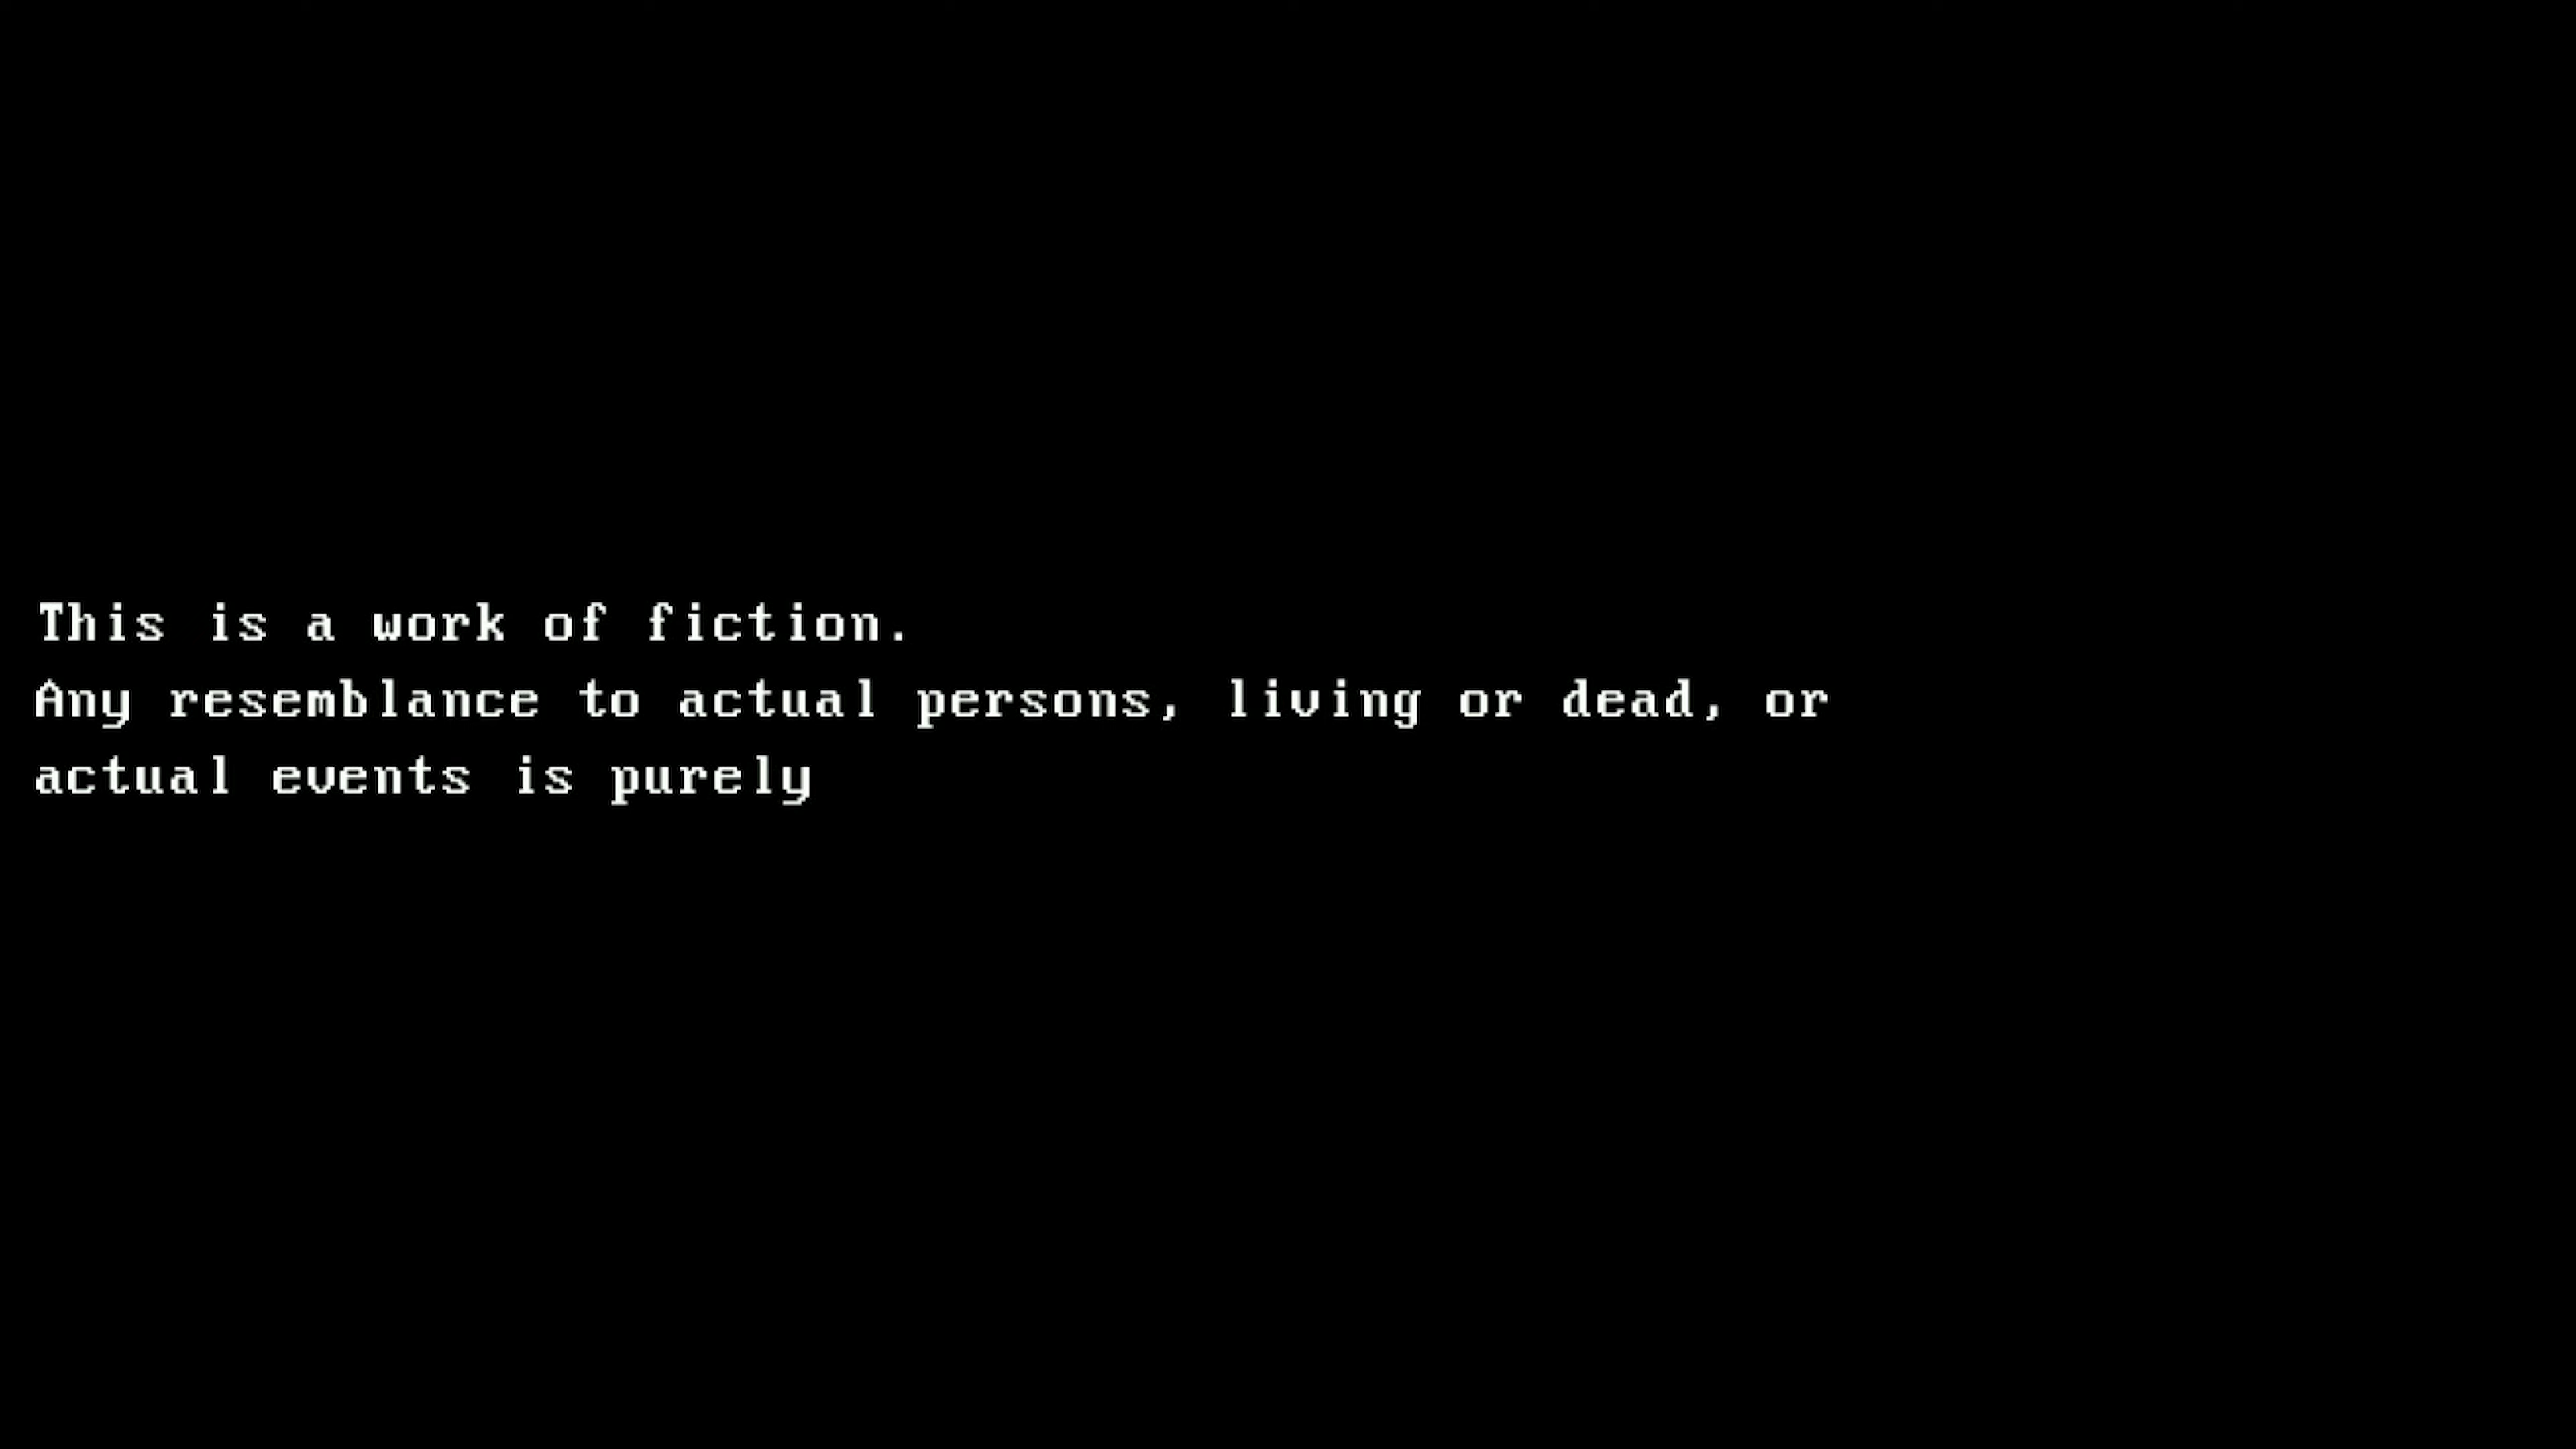 This is a work of fiction.
Any resemblance to actual persons, living or dead, or
actual events is purely